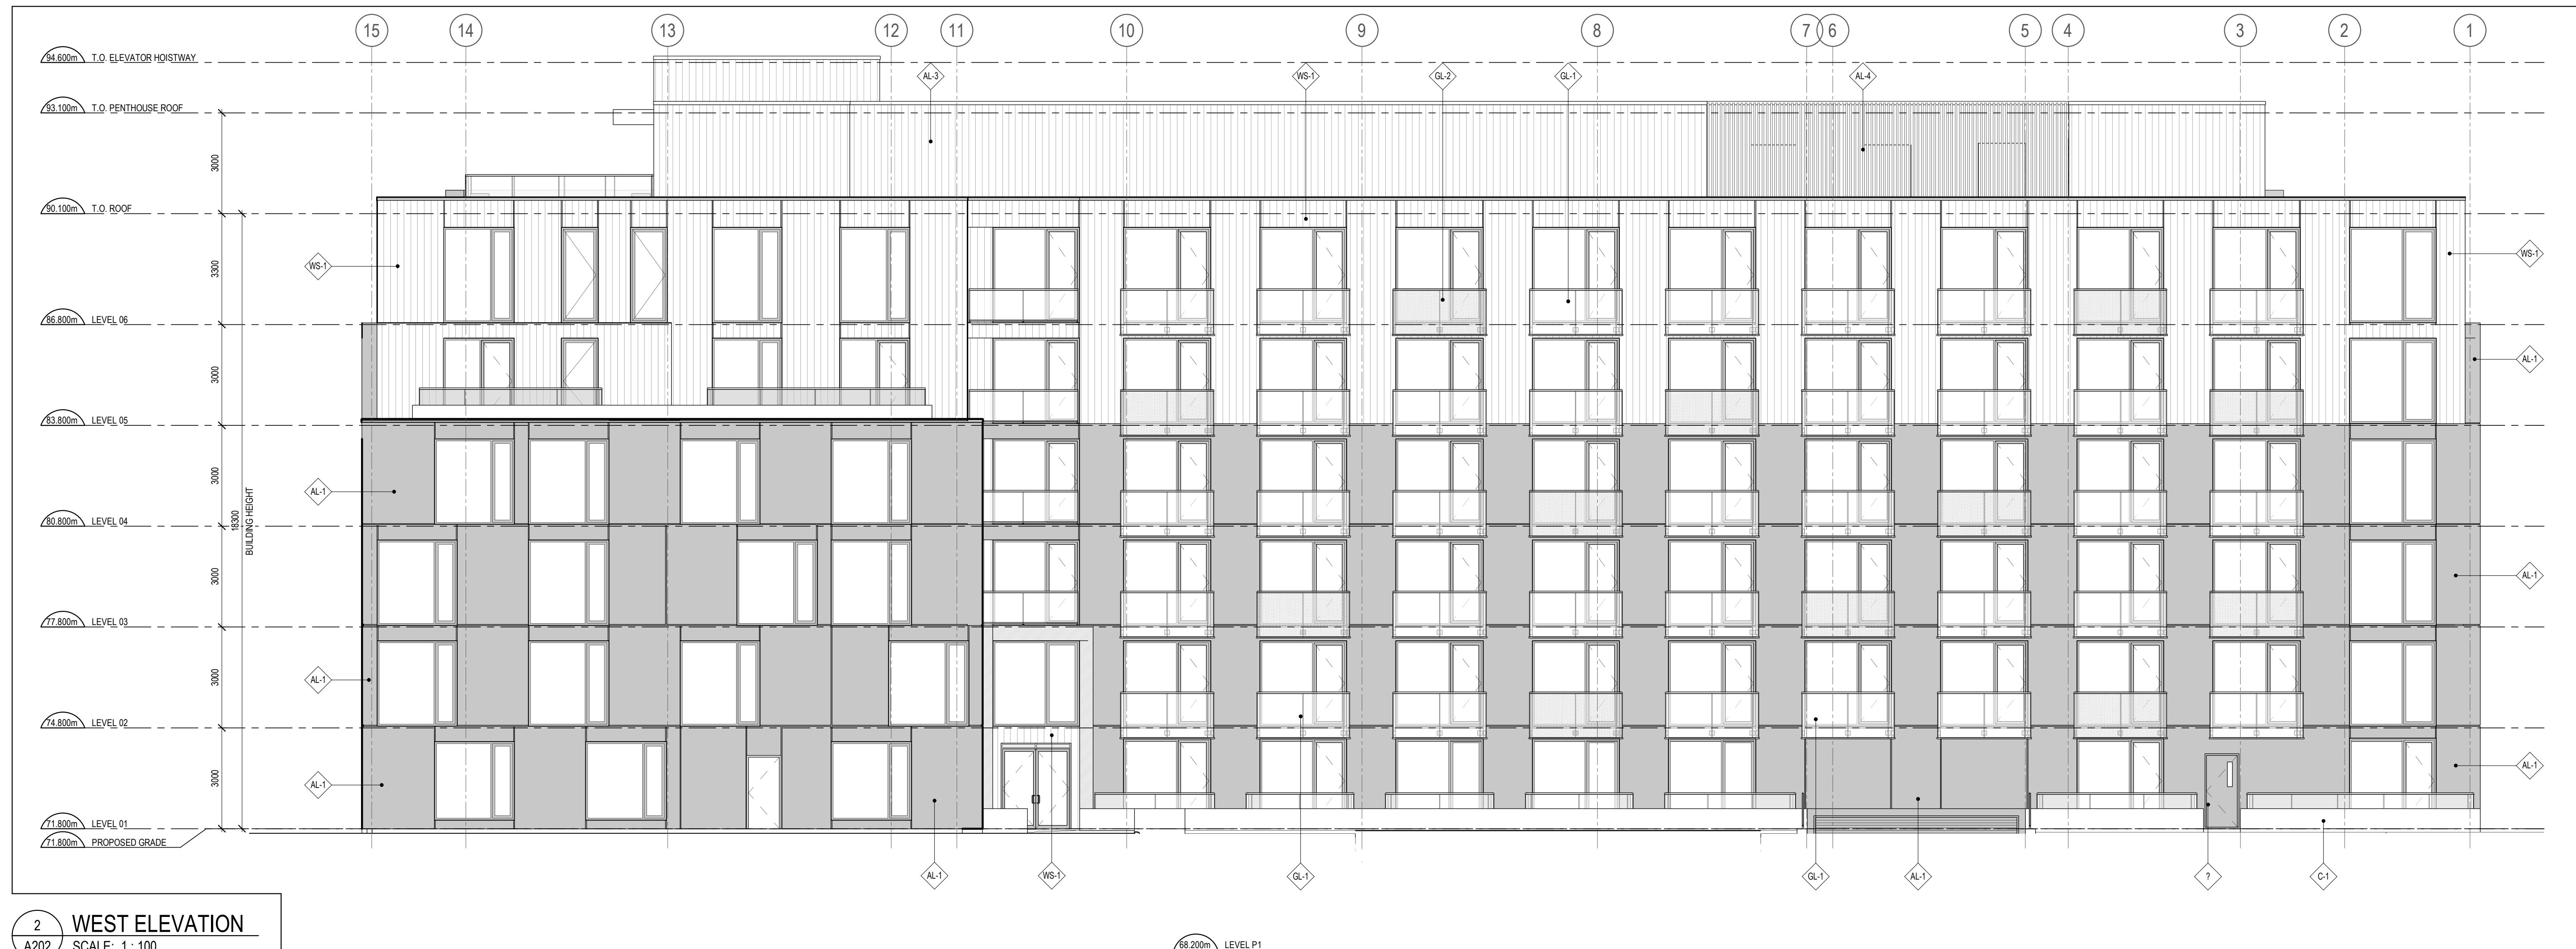 15 14 13 12 11 10 9 8 7 6 5 4 3 2 1
94.600m T.O. ELEVATOR HOISTWAY
AL-3 WS-1 GL-2 GL-1 AL-4
93.100m T.O. PENTHOUSE ROOF
3000
90.100m T.O. ROOF
3300
WS-1 WS-1
86.800m LEVEL 06
3000
AL-1
83.800m LEVEL 05
3000
AL-1
80.800m LEVEL 04
18300
BUILDING HEIGHT
3000
AL-1
77.800m LEVEL 03
3000
AL-1
74.800m LEVEL 02
3000
AL-1 AL-1
71.800m LEVEL 01
71.800m PROPOSED GRADE
AL-1 WS-1 GL-1 GL-1 AL-1 ? C-1
2 WEST ELEVATION
A202 SCALE: 1 : 100
68.200m LEVEL P1